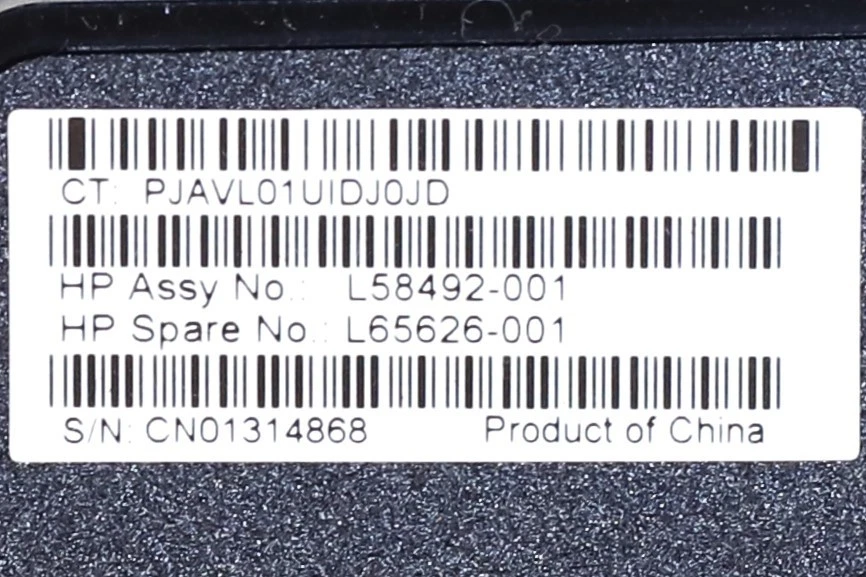 CT: PJAVL01UIDJ0JD
HP Assy No.: L58492-001
HP Spare No.: L65626-001
S/N: CN01314868 Product of China